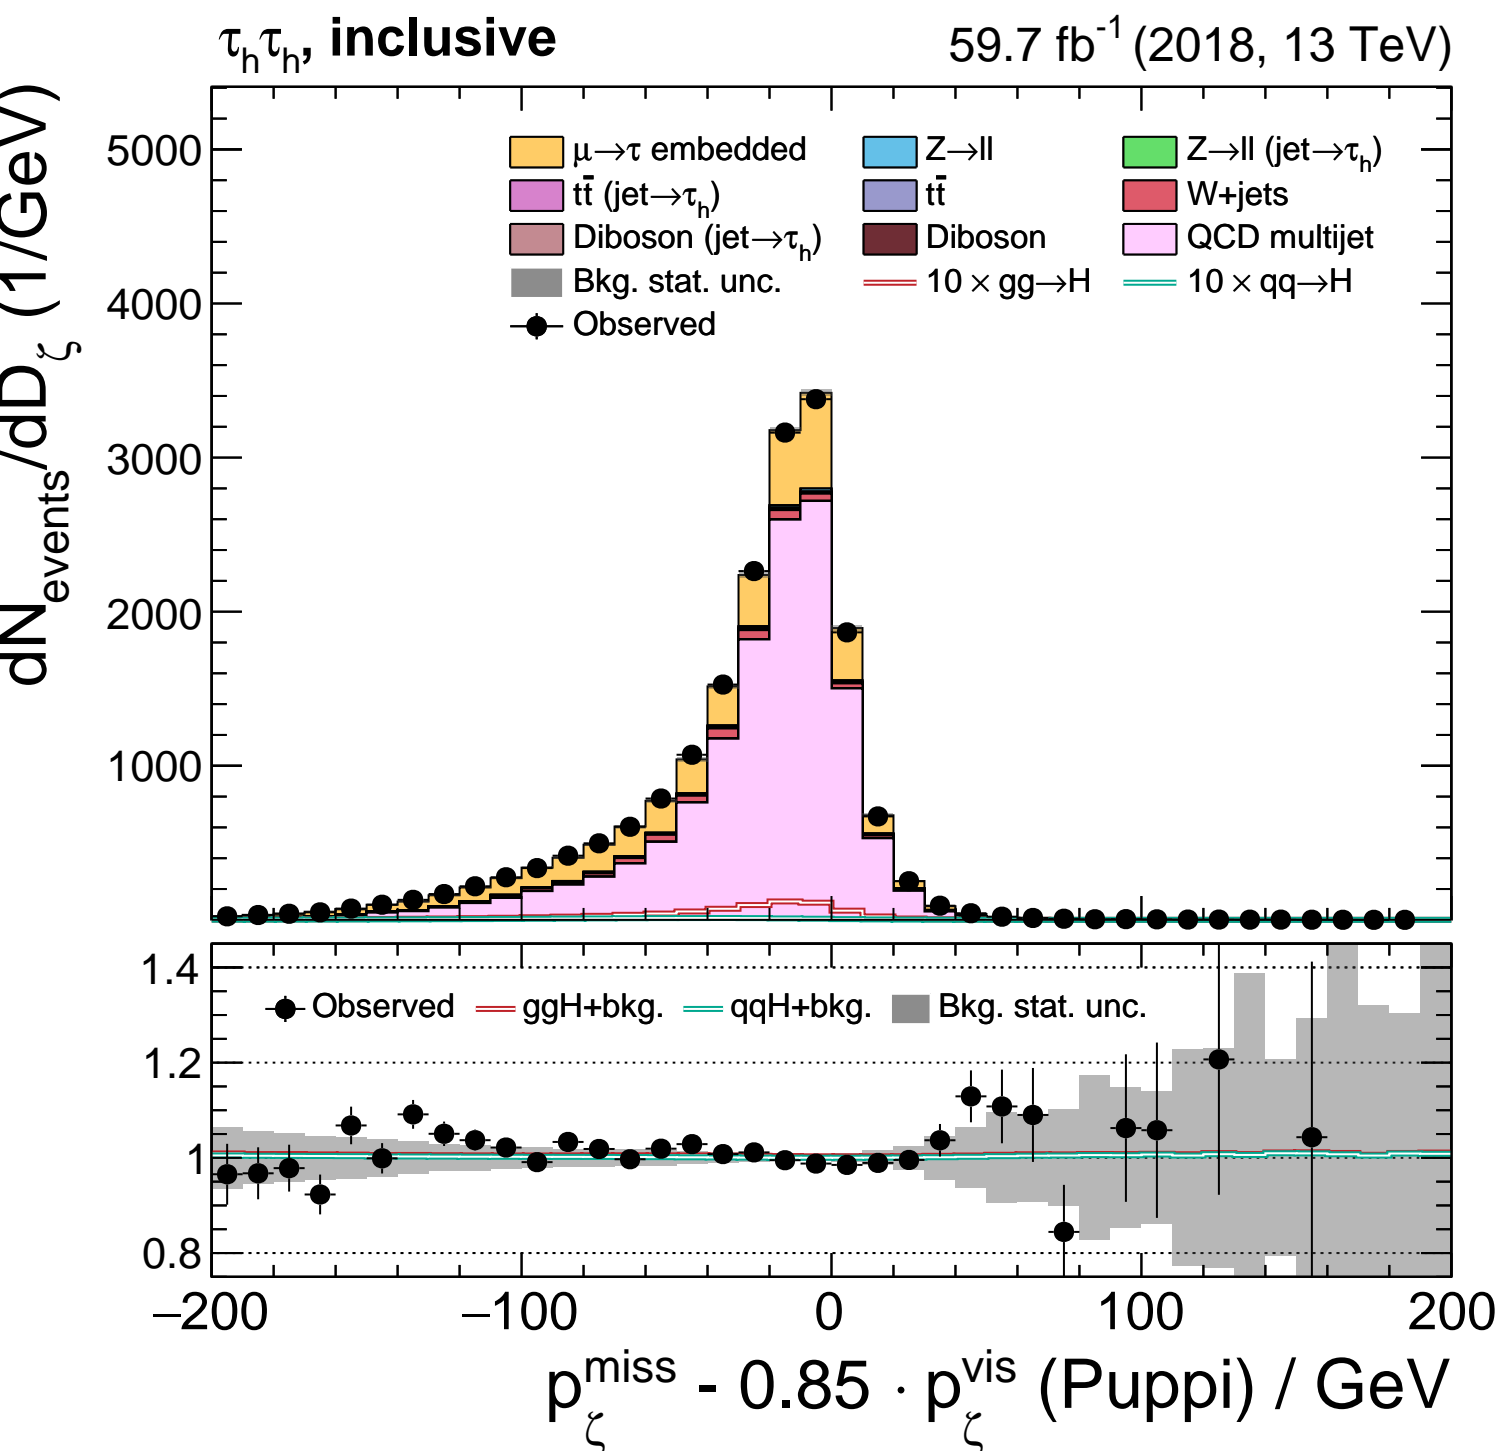 τhτh, inclusive 59.7 fb-1 (2018, 13 TeV)
dNevents/dDζ (1/GeV)
5000
4000
3000
2000
1000
μ→τ embedded Z→ll Z→ll (jet→τh)
tt̄ (jet→τh) tt̄ W+jets
Diboson (jet→τh) Diboson QCD multijet
Bkg. stat. unc. 10 × gg→H 10 × qq→H
Observed
1.4
1.2
1
0.8
Observed ggH+bkg. qqH+bkg. Bkg. stat. unc.
−200 −100 0 100 200
pζmiss - 0.85 · pζvis (Puppi) / GeV